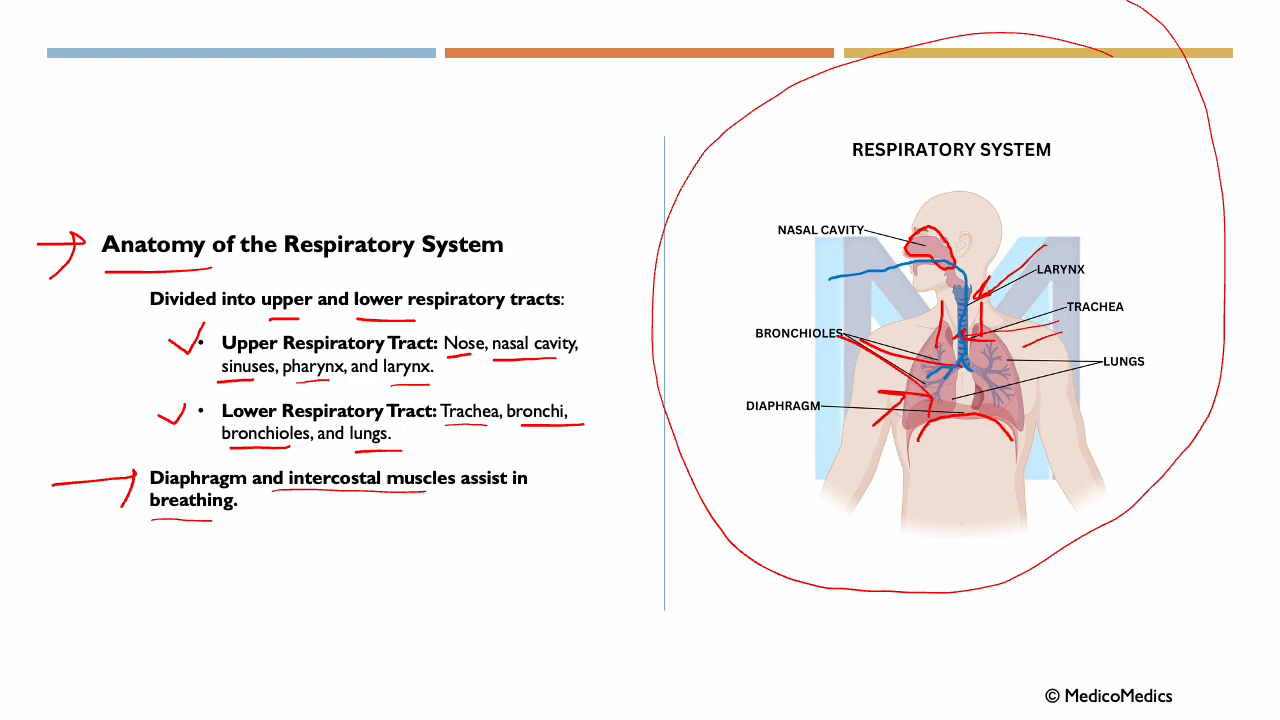 Anatomy of the Respiratory System
Divided into upper and lower respiratory tracts:
• Upper Respiratory Tract: Nose, nasal cavity,
sinuses, pharynx, and larynx.
• Lower Respiratory Tract: Trachea, bronchi,
bronchioles, and lungs.
Diaphragm and intercostal muscles assist in
breathing.
RESPIRATORY SYSTEM
NASAL CAVITY
LARYNX
TRACHEA
BRONCHIOLES
LUNGS
DIAPHRAGM
© MedicoMedics